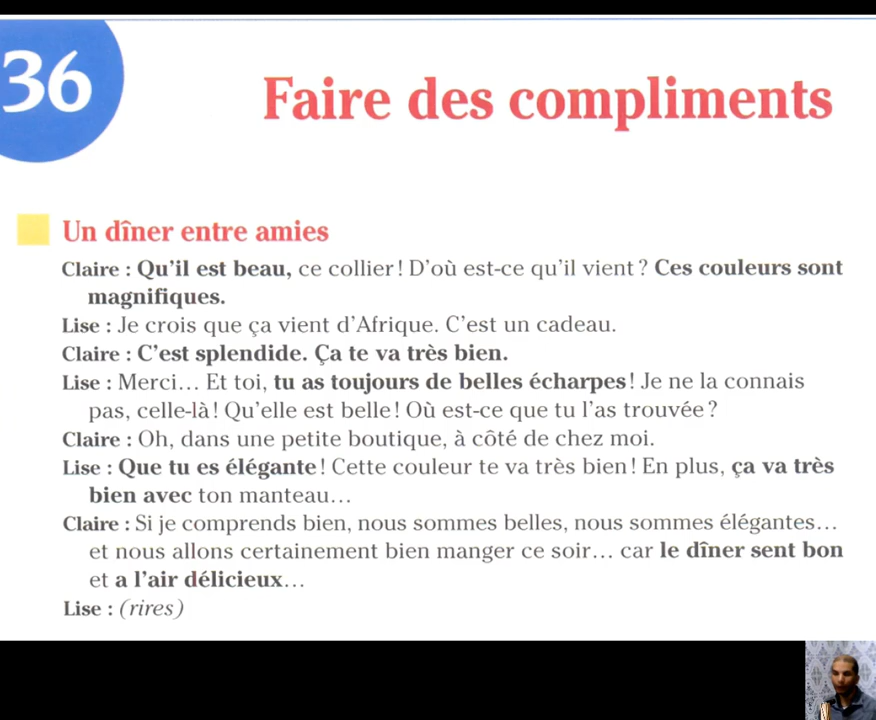 36
Faire des compliments
Un dîner entre amies
Claire : Qu'il est beau, ce collier ! D'où est-ce qu'il vient ? Ces couleurs sont
magnifiques.
Lise : Je crois que ça vient d'Afrique. C'est un cadeau.
Claire : C'est splendide. Ça te va très bien.
Lise : Merci… Et toi, tu as toujours de belles écharpes ! Je ne la connais
pas, celle-là ! Qu'elle est belle ! Où est-ce que tu l'as trouvée ?
Claire : Oh, dans une petite boutique, à côté de chez moi.
Lise : Que tu es élégante ! Cette couleur te va très bien ! En plus, ça va très
bien avec ton manteau…
Claire : Si je comprends bien, nous sommes belles, nous sommes élégantes…
et nous allons certainement bien manger ce soir… car le dîner sent bon
et a l'air délicieux…
Lise : (rires)